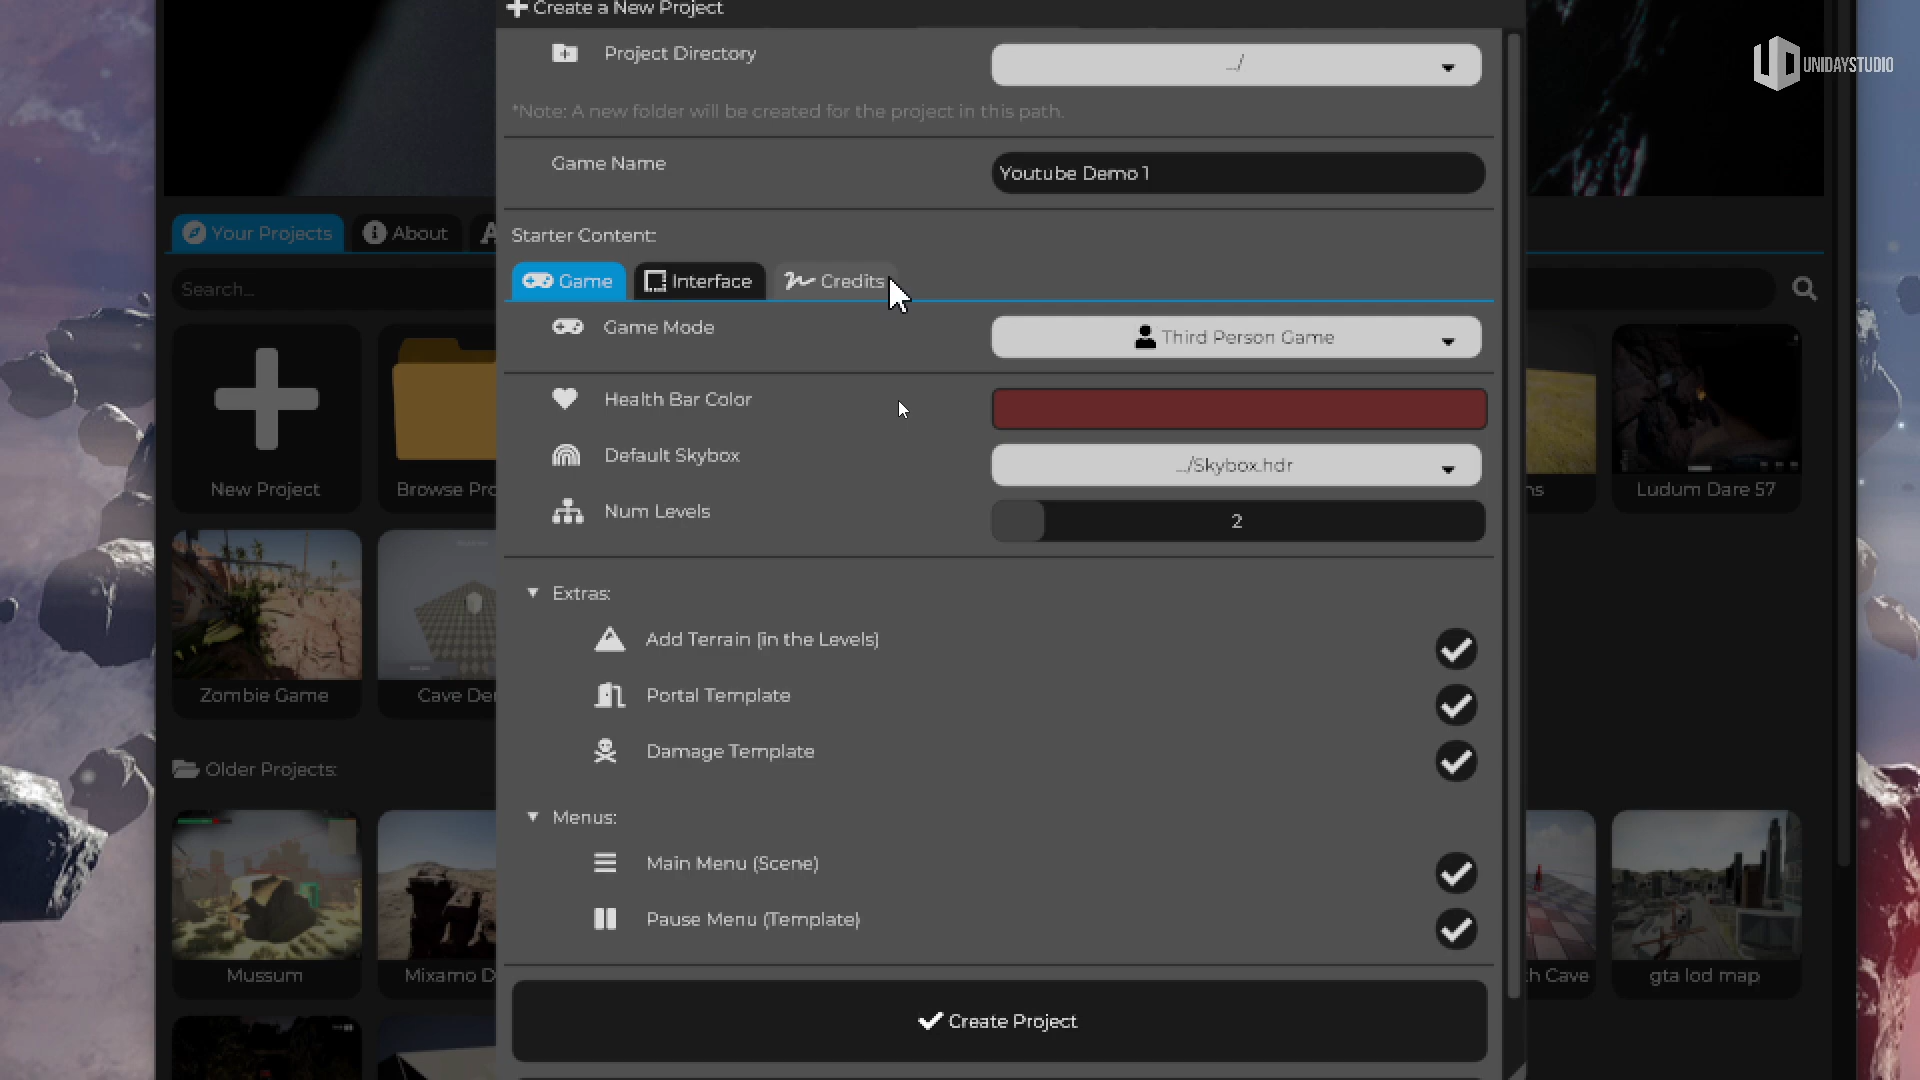 Create a New Project
Project Directory
../
*Note: A new folder will be created for the project in this path.
Game Name
Youtube Demo 1
Starter Content:
Game
Interface
Credits
Game Mode
Third Person Game
Health Bar Color
Default Skybox
../Skybox.hdr
Num Levels
2
Extras:
Add Terrain (in the Levels)
Portal Template
Damage Template
Menus:
Main Menu (Scene)
Pause Menu (Template)
Create Project
UNIDAYSTUDIO
Your Projects
About
A
Search...
New Project
Browse Pro
ns
Ludum Dare 57
Zombie Game
Cave De
Older Projects:
Mussum
Mixamo D
h Cave
gta lod map